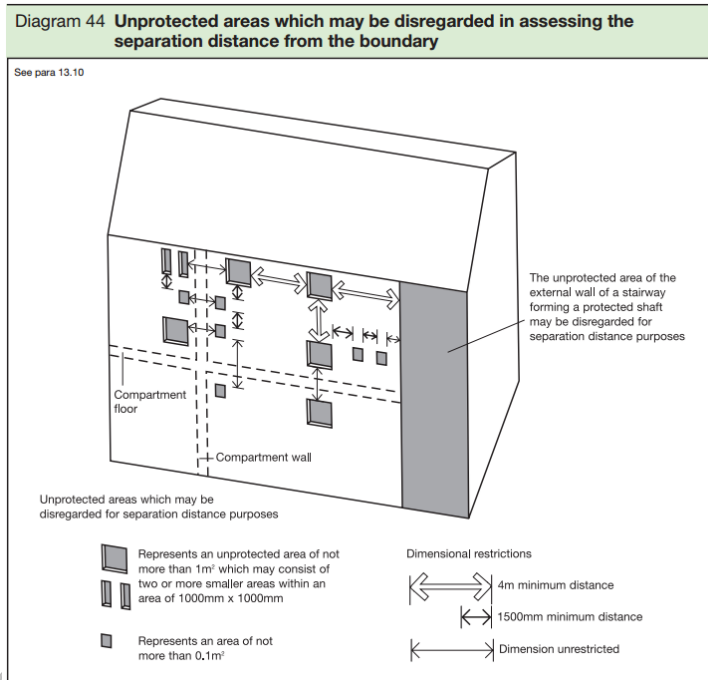 Diagram 44 Unprotected areas which may be disregarded in assessing the
separation distance from the boundary
See para 13.10
The unprotected area of the
external wall of a stairway
forming a protected shaft
may be disregarded for
separation distance purposes
Compartment
floor
Compartment wall
Unprotected areas which may be
disregarded for separation distance purposes
Represents an unprotected area of not
more than 1m² which may consist of
two or more smaller areas within an
area of 1000mm x 1000mm
Represents an area of not
more than 0.1m²
Dimensional restrictions
4m minimum distance
1500mm minimum distance
Dimension unrestricted